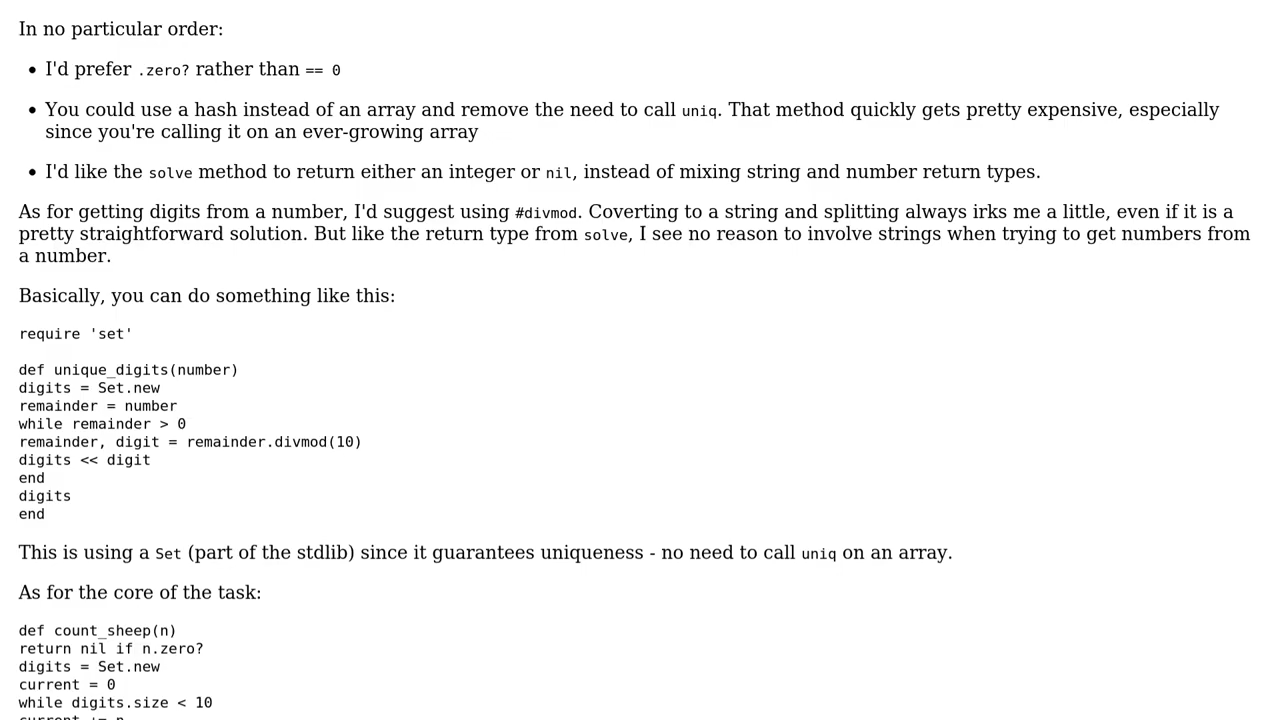 In no particular order:
• I'd prefer .zero? rather than == 0
• You could use a hash instead of an array and remove the need to call uniq. That method quickly gets pretty expensive, especially
since you're calling it on an ever-growing array
• I'd like the solve method to return either an integer or nil, instead of mixing string and number return types.
As for getting digits from a number, I'd suggest using #divmod. Coverting to a string and splitting always irks me a little, even if it is a
pretty straightforward solution. But like the return type from solve, I see no reason to involve strings when trying to get numbers from
a number.
Basically, you can do something like this:
require 'set'
def unique_digits(number)
digits = Set.new
remainder = number
while remainder > 0
remainder, digit = remainder.divmod(10)
digits << digit
end
digits
end
This is using a Set (part of the stdlib) since it guarantees uniqueness - no need to call uniq on an array.
As for the core of the task:
def count_sheep(n)
return nil if n.zero?
digits = Set.new
current = 0
while digits.size < 10
current += n